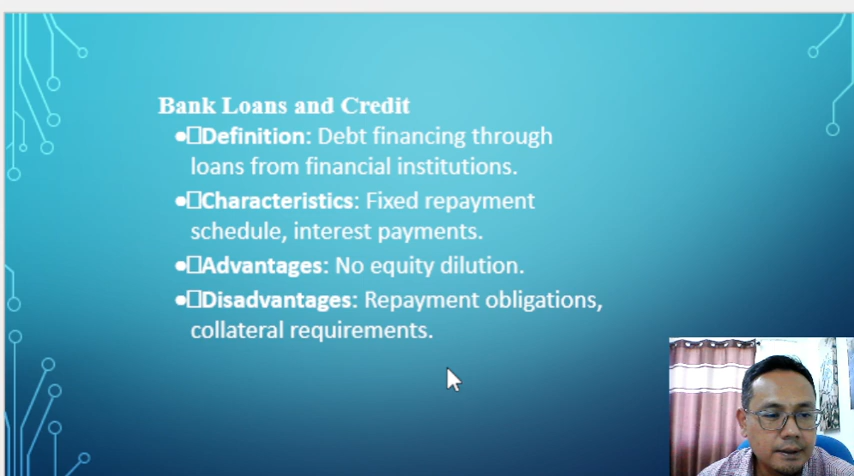 Bank Loans and Credit
•□Definition: Debt financing through
loans from financial institutions.
•□Characteristics: Fixed repayment
schedule, interest payments.
•□Advantages: No equity dilution.
•□Disadvantages: Repayment obligations,
collateral requirements.